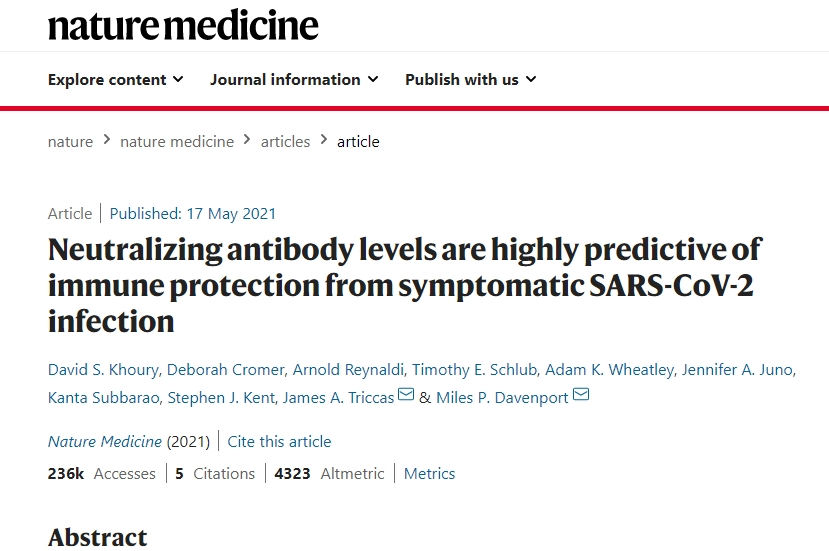 nature medicine
Explore content Journal information Publish with us
nature > nature medicine > articles > article
Article | Published: 17 May 2021
Neutralizing antibody levels are highly predictive of
immune protection from symptomatic SARS-CoV-2
infection
David S. Khoury, Deborah Cromer, Arnold Reynaldi, Timothy E. Schlub, Adam K. Wheatley, Jennifer A. Juno,
Kanta Subbarao, Stephen J. Kent, James A. Triccas & Miles P. Davenport
Nature Medicine (2021) | Cite this article
236k Accesses | 5 Citations | 4323 Altmetric | Metrics
Abstract